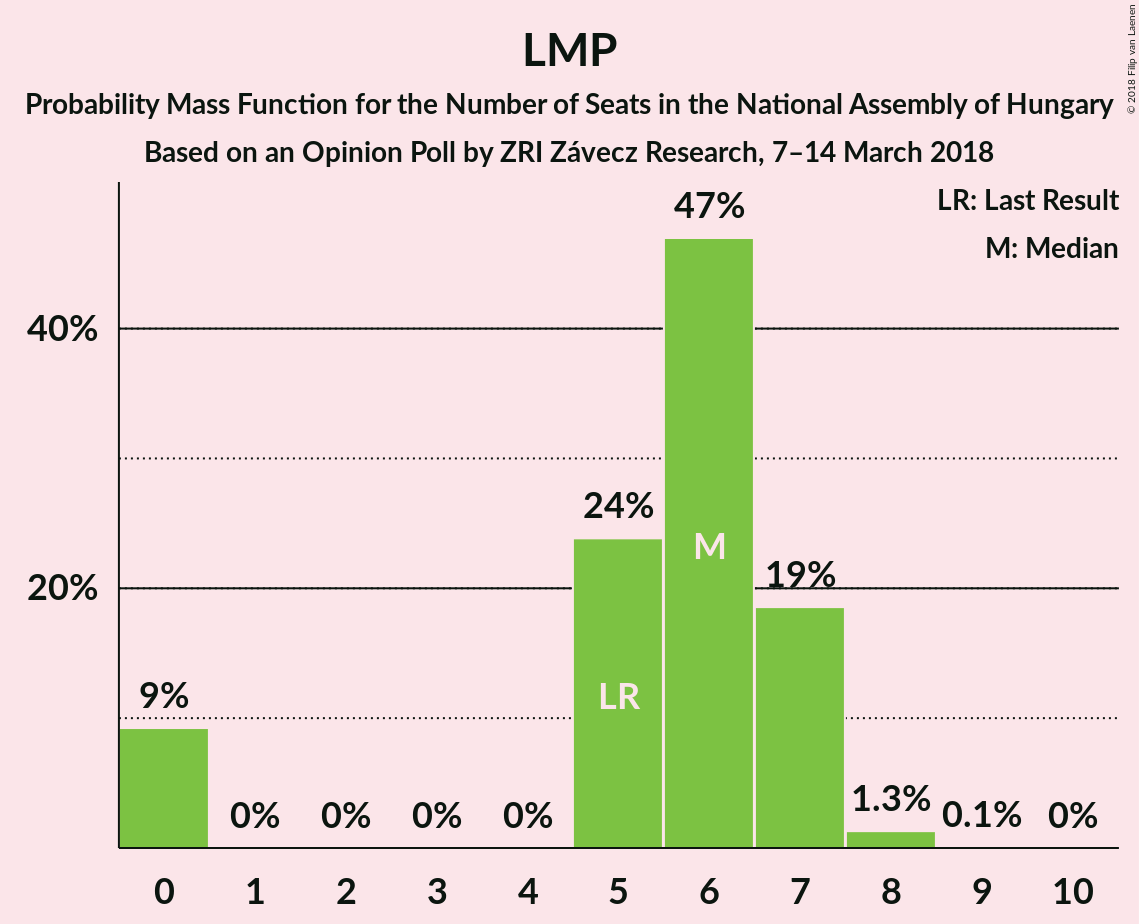 LMP
Probability Mass Function for the Number of Seats in the National Assembly of Hungary
Based on an Opinion Poll by ZRI Závecz Research, 7–14 March 2018
© 2018 Filip van Laenen
LR: Last Result
M: Median
40%
20%
9%
0%
0%
0%
0%
24%
47%
19%
1.3%
0.1%
0%
LR
M
0 1 2 3 4 5 6 7 8 9 10